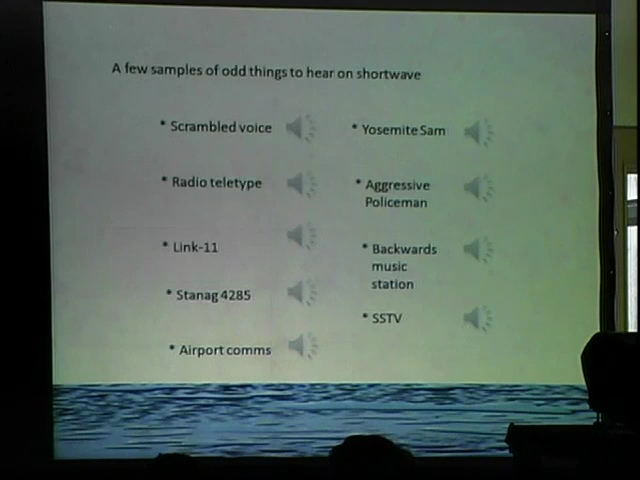 A few samples of odd things to hear on shortwave
* Scrambled voice
* Radio teletype
* Link-11
* Stanag 4285
* Airport comms
* Yosemite Sam
* Aggressive
Policeman
* Backwards
music
station
* SSTV